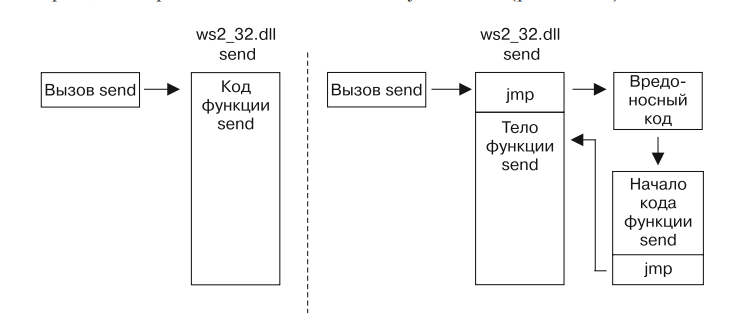 ws2_32.dll
send
Вызов send
Код
функции
send
ws2_32.dll
send
Вызов send
jmp
Тело
функции
send
Вредо-
носный
код
Начало
кода
функции
send
jmp